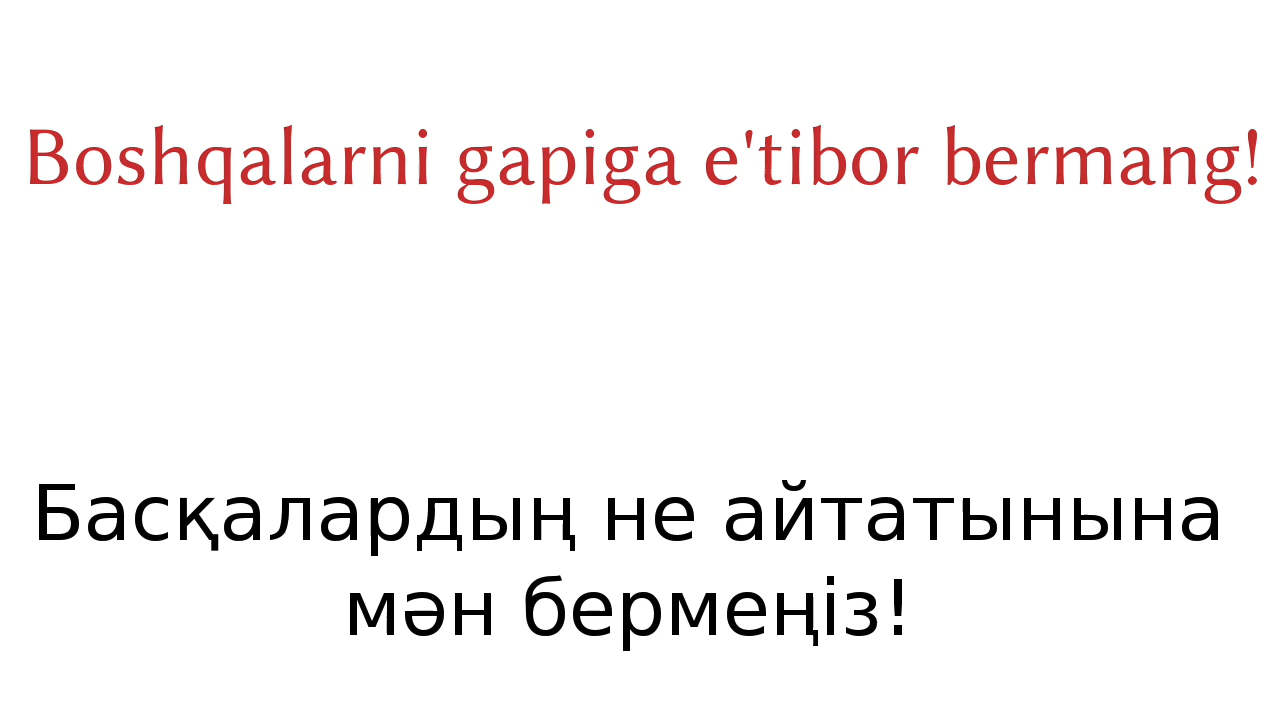 Boshqalarni gapiga e'tibor bermang!
Басқалардың не айтатынына
мән бермеңіз!